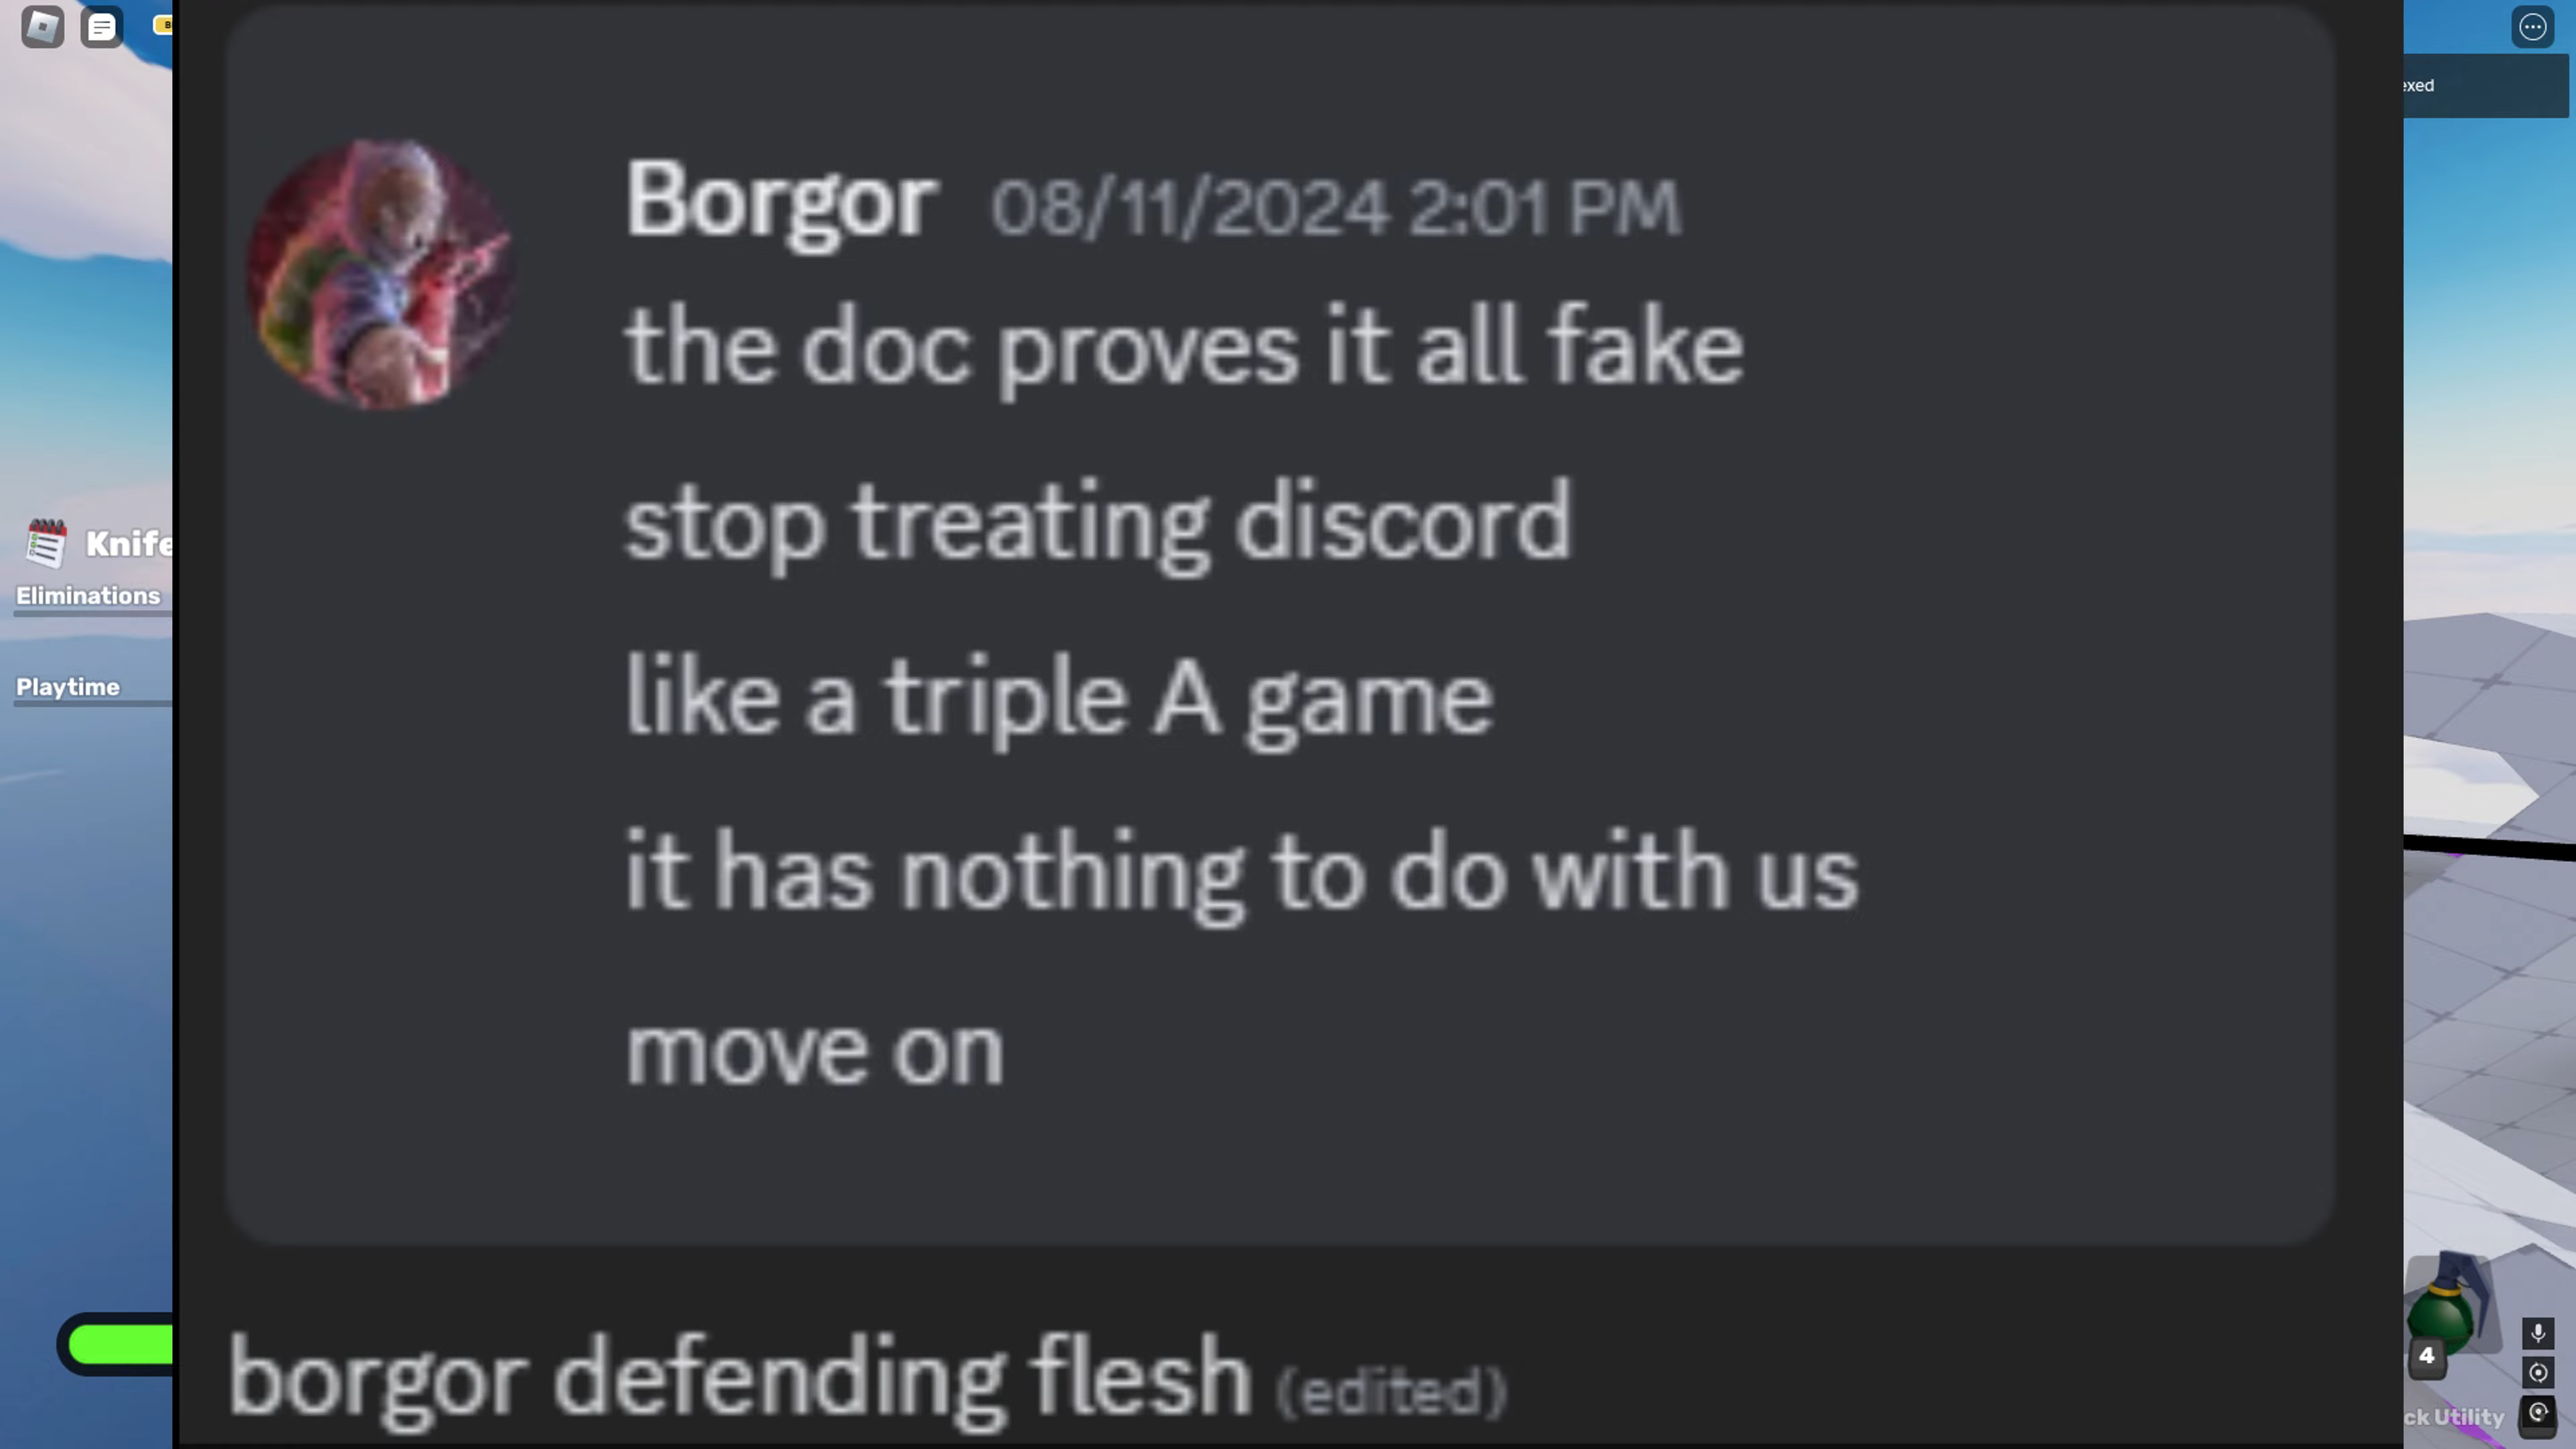 Borgor 08/11/2024 2:01 PM
the doc proves it all fake
stop treating discord
like a triple A game
it has nothing to do with us
move on
borgor defending flesh (edited)
Knife
Eliminations
Playtime
exed
4
ck Utility